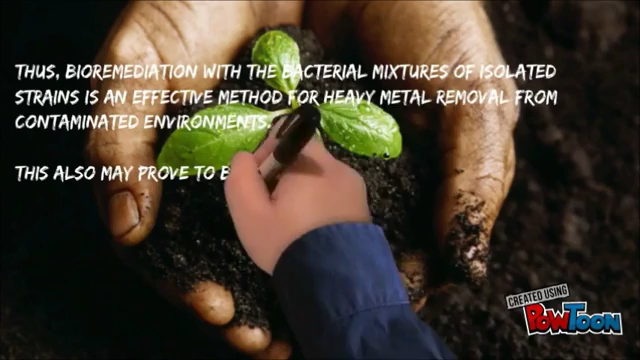 THUS, BIOREMEDIATION WITH THE BACTERIAL MIXTURES OF ISOLATED
STRAINS IS AN EFFECTIVE METHOD FOR HEAVY METAL REMOVAL FROM
CONTAMINATED ENVIRONMENTS.
THIS ALSO MAY PROVE TO
CREATED USING
POWTOON